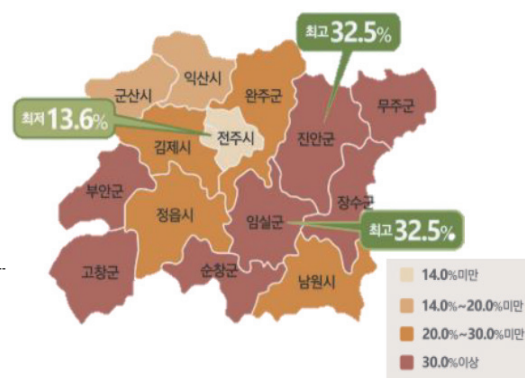 최고 32.5%
익산시
완주군
무주군
군산시
최저 13.6%
전주시
진안군
김제시
부안군
장수군
정읍시
임실군
최고 32.5%
고창군
순창군
남원시
14.0%미만
14.0%~20.0%미만
20.0%~30.0%미만
30.0%이상